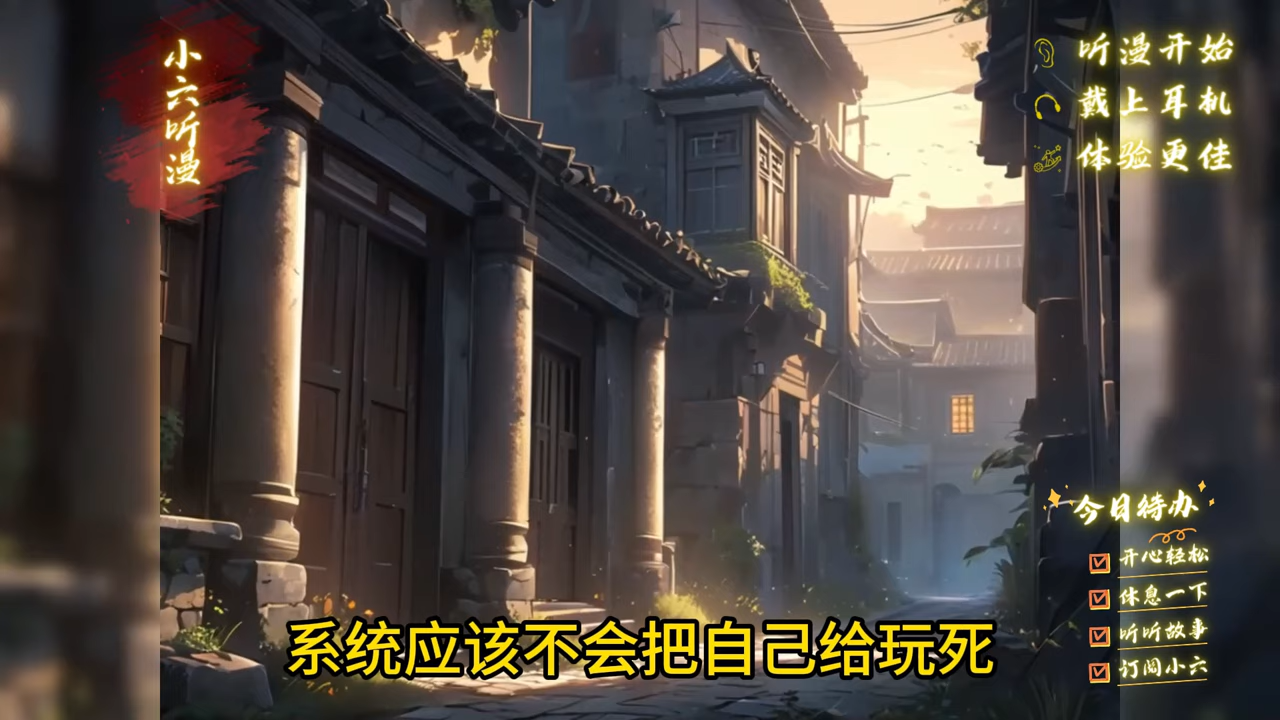 小六听漫
听漫开始
戴上耳机
体验更佳
今日待办
开心轻松
休息一下
听听故事
订阅小六
系统应该不会把自己给玩死